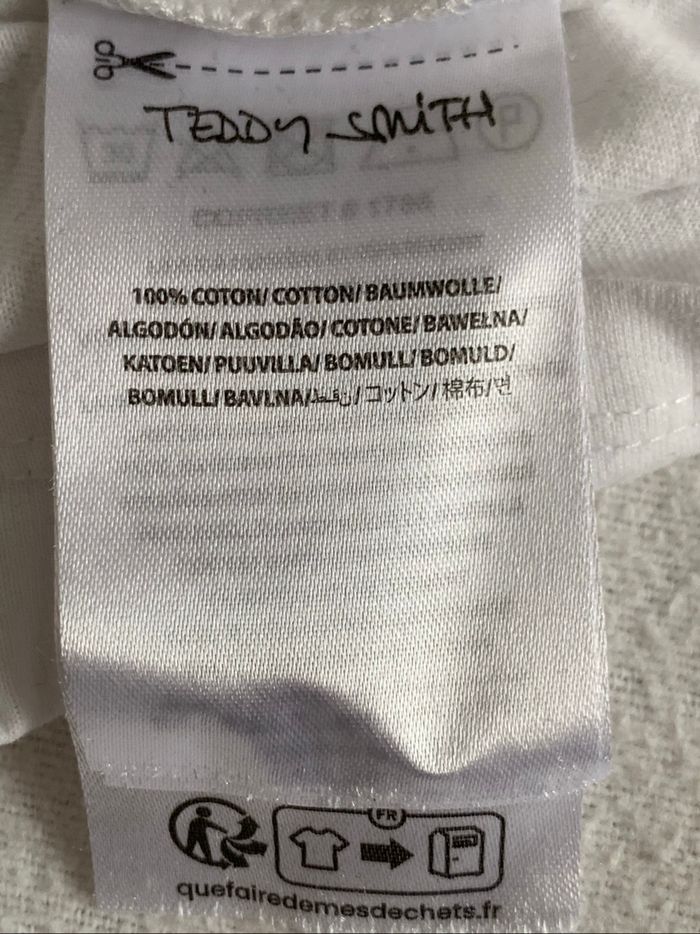 TEDDY SMITH
100% COTON/ COTTON/ BAUMWOLLE/
ALGODÓN/ ALGODÃO/ COTONE/ BAWEŁNA/
KATOEN/ PUUVILLA/ BOMULL/ BOMULD/
BOMULL/ BAVLNA/ /コットン/ 棉布/면
FR
quefairedemesdechets.fr